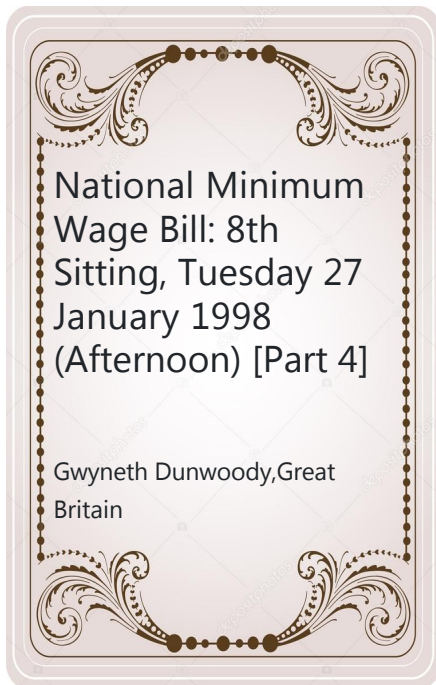 National Minimum
Wage Bill: 8th
Sitting, Tuesday 27
January 1998
(Afternoon) [Part 4]
Gwyneth Dunwoody,Great
Britain